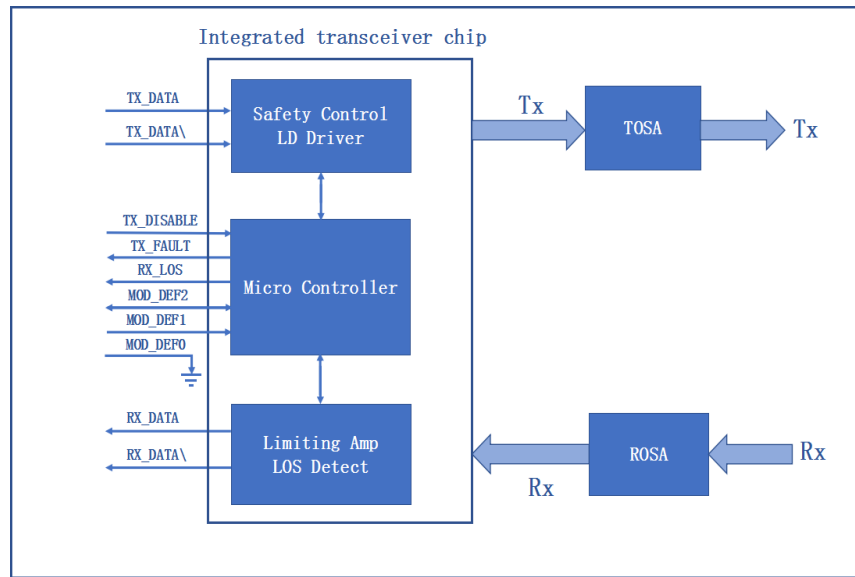 Integrated transceiver chip
TX_DATA
TX_DATA\
Safety Control
LD Driver
Tx
TOSA
Tx
TX_DISABLE
TX_FAULT
RX_LOS
MOD_DEF2
MOD_DEF1
MOD_DEF0
Micro Controller
RX_DATA
RX_DATA\
Limiting Amp
LOS Detect
Rx
ROSA
Rx